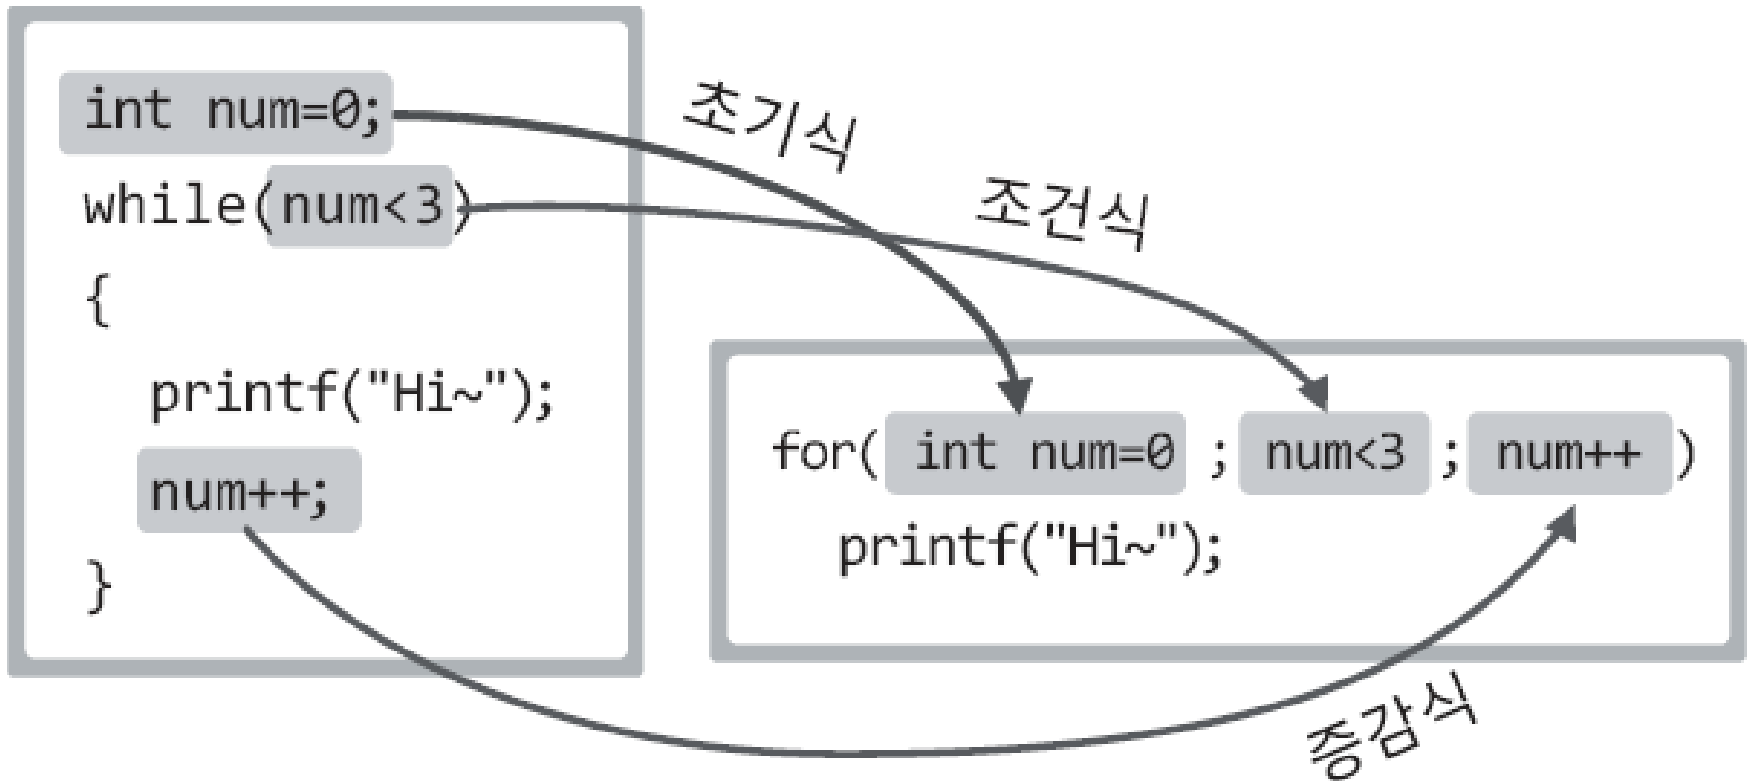 int num=0;
while(num<3)
{
printf("Hi~");
num++;
}
초기식
조건식
for( int num=0 ; num<3 ; num++ )
printf("Hi~");
증감식